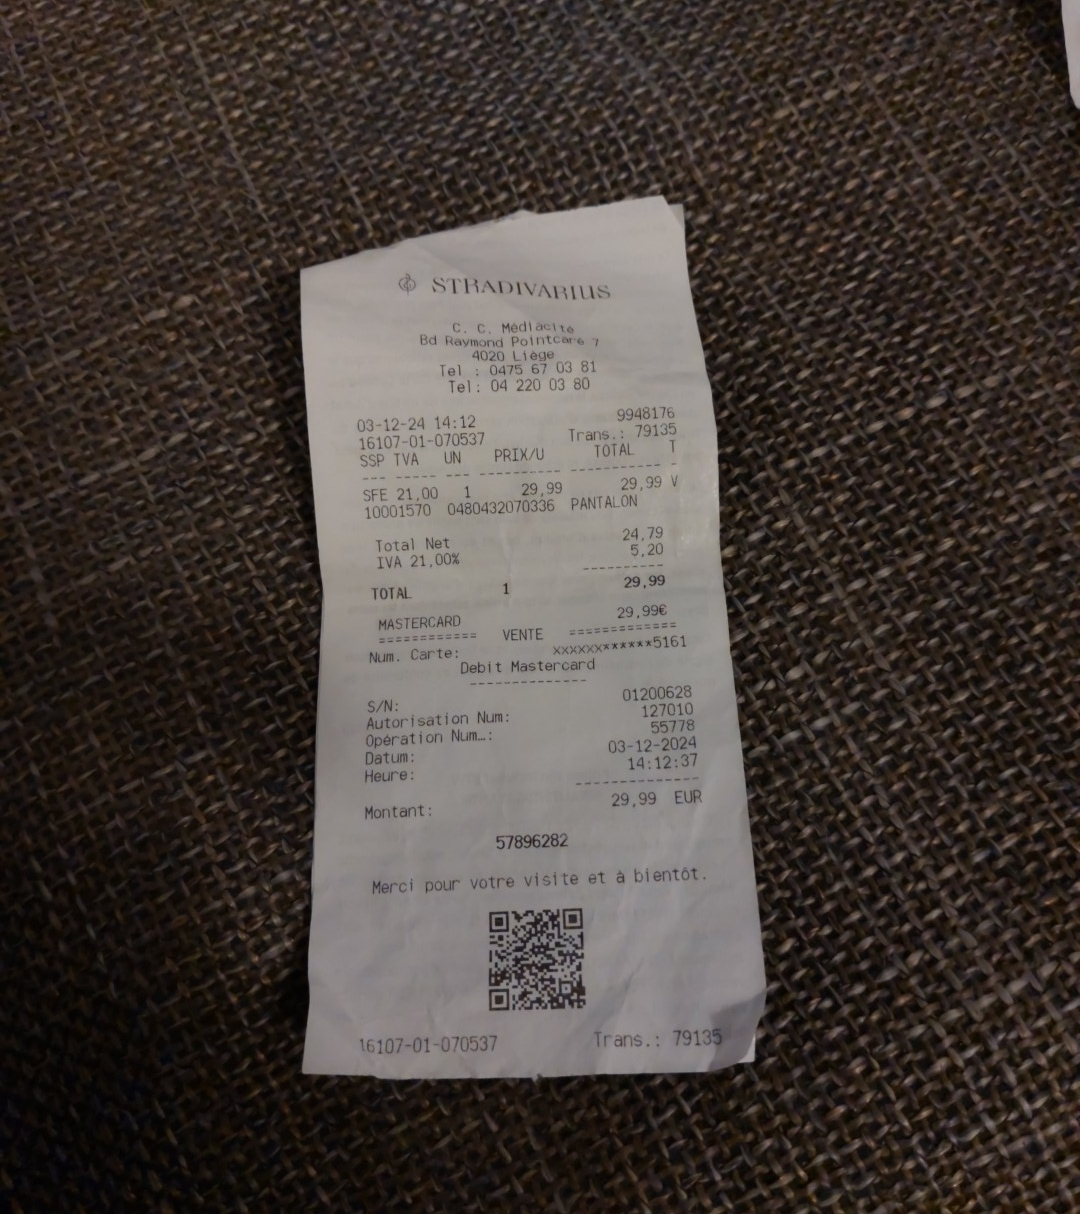 STRADIVARIUS
C. C. Médiacité
Bd Raymond Pointcaré 7
4020 Liège
Tel : 0475 67 03 81
Tel: 04 220 03 80
03-12-24 14:12 9948176
16107-01-070537 Trans.: 79135
SSP TVA UN PRIX/U TOTAL T
--- ----- --- ---------- ----------- -
SFE 21,00 1 29,99 29,99 V
10001570 0480432070336 PANTALON
Total Net 24,79
IVA 21,00% 5,20
----------
TOTAL 1 29,99
MASTERCARD 29,99€
============ VENTE =============
Num. Carte: xxxxxx******5161
Debit Mastercard
-------------
S/N: 01200628
Autorisation Num: 127010
Opération Num…: 55778
Datum: 03-12-2024
Heure: 14:12:37
--------------
Montant: 29,99 EUR
57896282
Merci pour votre visite et à bientôt.
16107-01-070537 Trans.: 79135